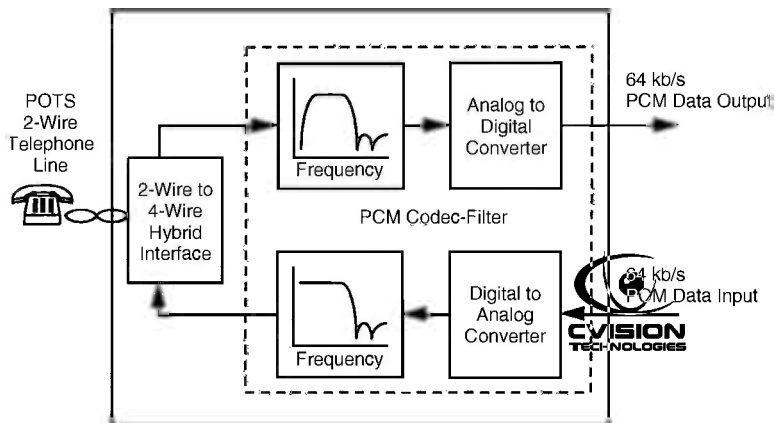 POTS
2-Wire
Telephone
Line
2-Wire to
4-Wire
Hybrid
Interface
Frequency
Analog to
Digital
Converter
64 kb/s
PCM Data Output
PCM Codec-Filter
Frequency
Digital to
Analog
Converter
64 kb/s
PCM Data Input
CVISION
TECHNOLOGIES